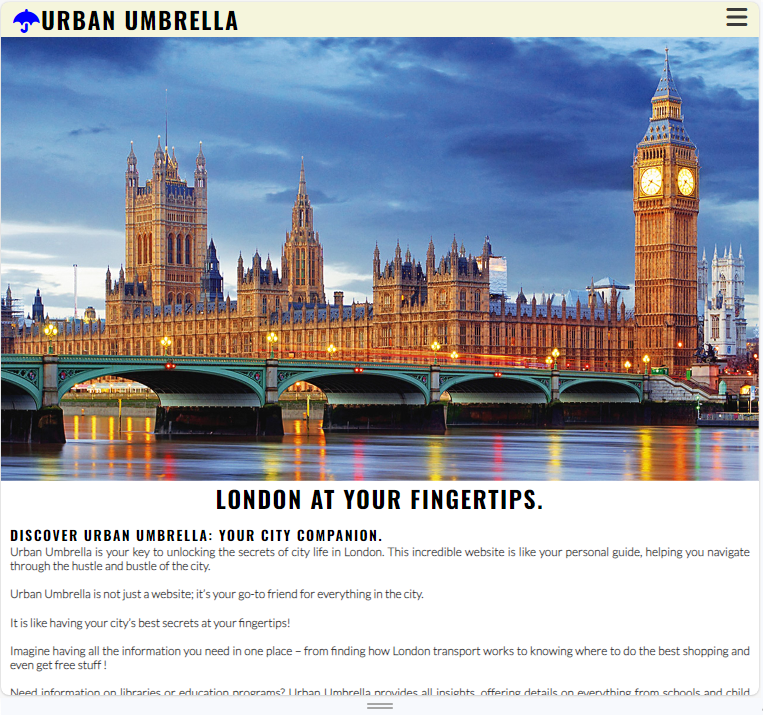 URBAN UMBRELLA
LONDON AT YOUR FINGERTIPS.
DISCOVER URBAN UMBRELLA: YOUR CITY COMPANION.
Urban Umbrella is your key to unlocking the secrets of city life in London. This incredible website is like your personal guide, helping you navigate
through the hustle and bustle of the city.
Urban Umbrella is not just a website; it's your go-to friend for everything in the city.
It is like having your city's best secrets at your fingertips!
Imagine having all the information you need in one place – from finding how London transport works to knowing where to do the best shopping and
even get free stuff !
Need information on libraries or education programs? Urban Umbrella provides all insights, offering details on everything from schools and child